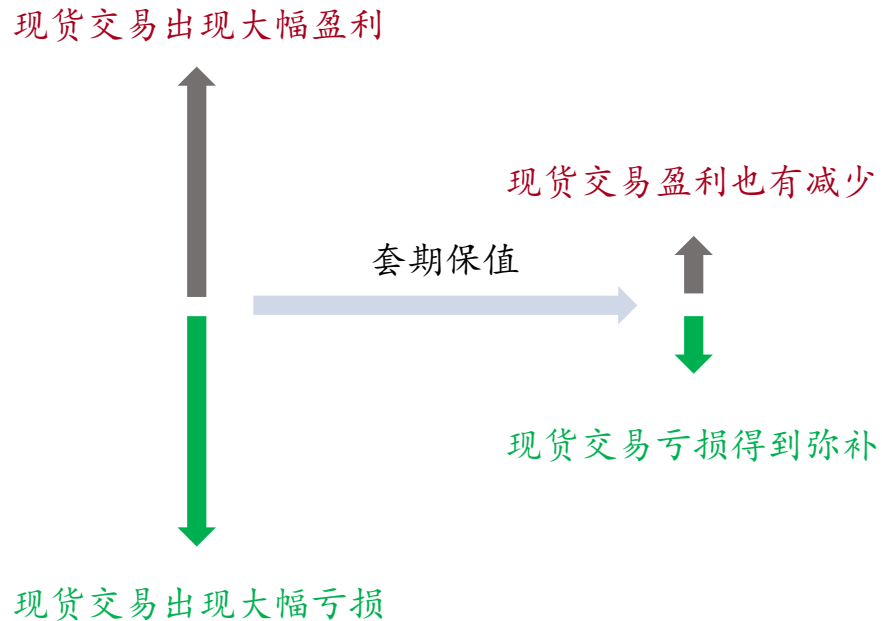 现货交易出现大幅盈利
现货交易盈利也有减少
套期保值
现货交易亏损得到弥补
现货交易出现大幅亏损